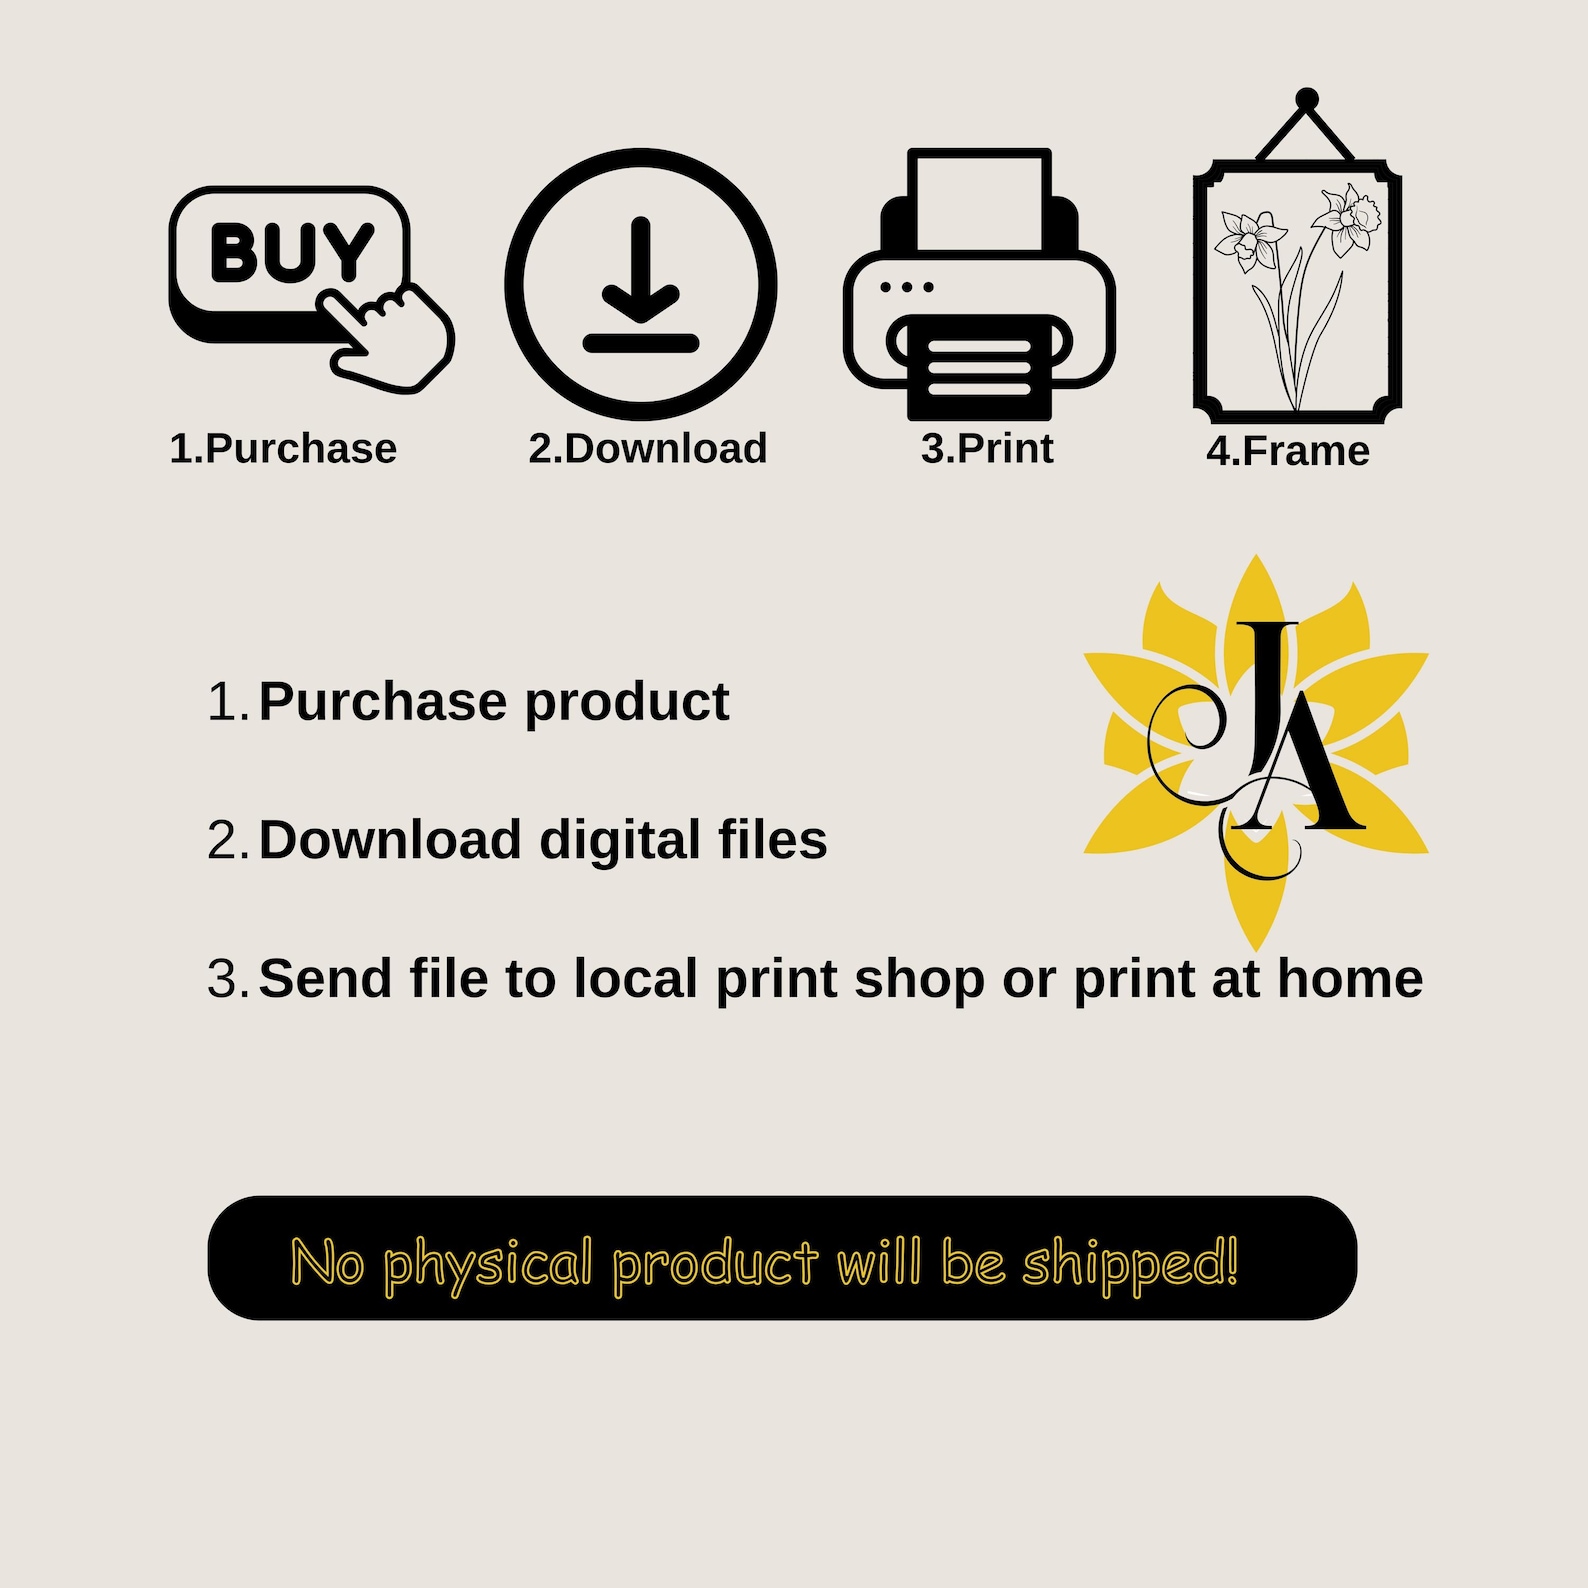 BUY
1.Purchase
2.Download
3.Print
4.Frame
JA
1. Purchase product
2. Download digital files
3. Send file to local print shop or print at home
No physical product will be shipped!